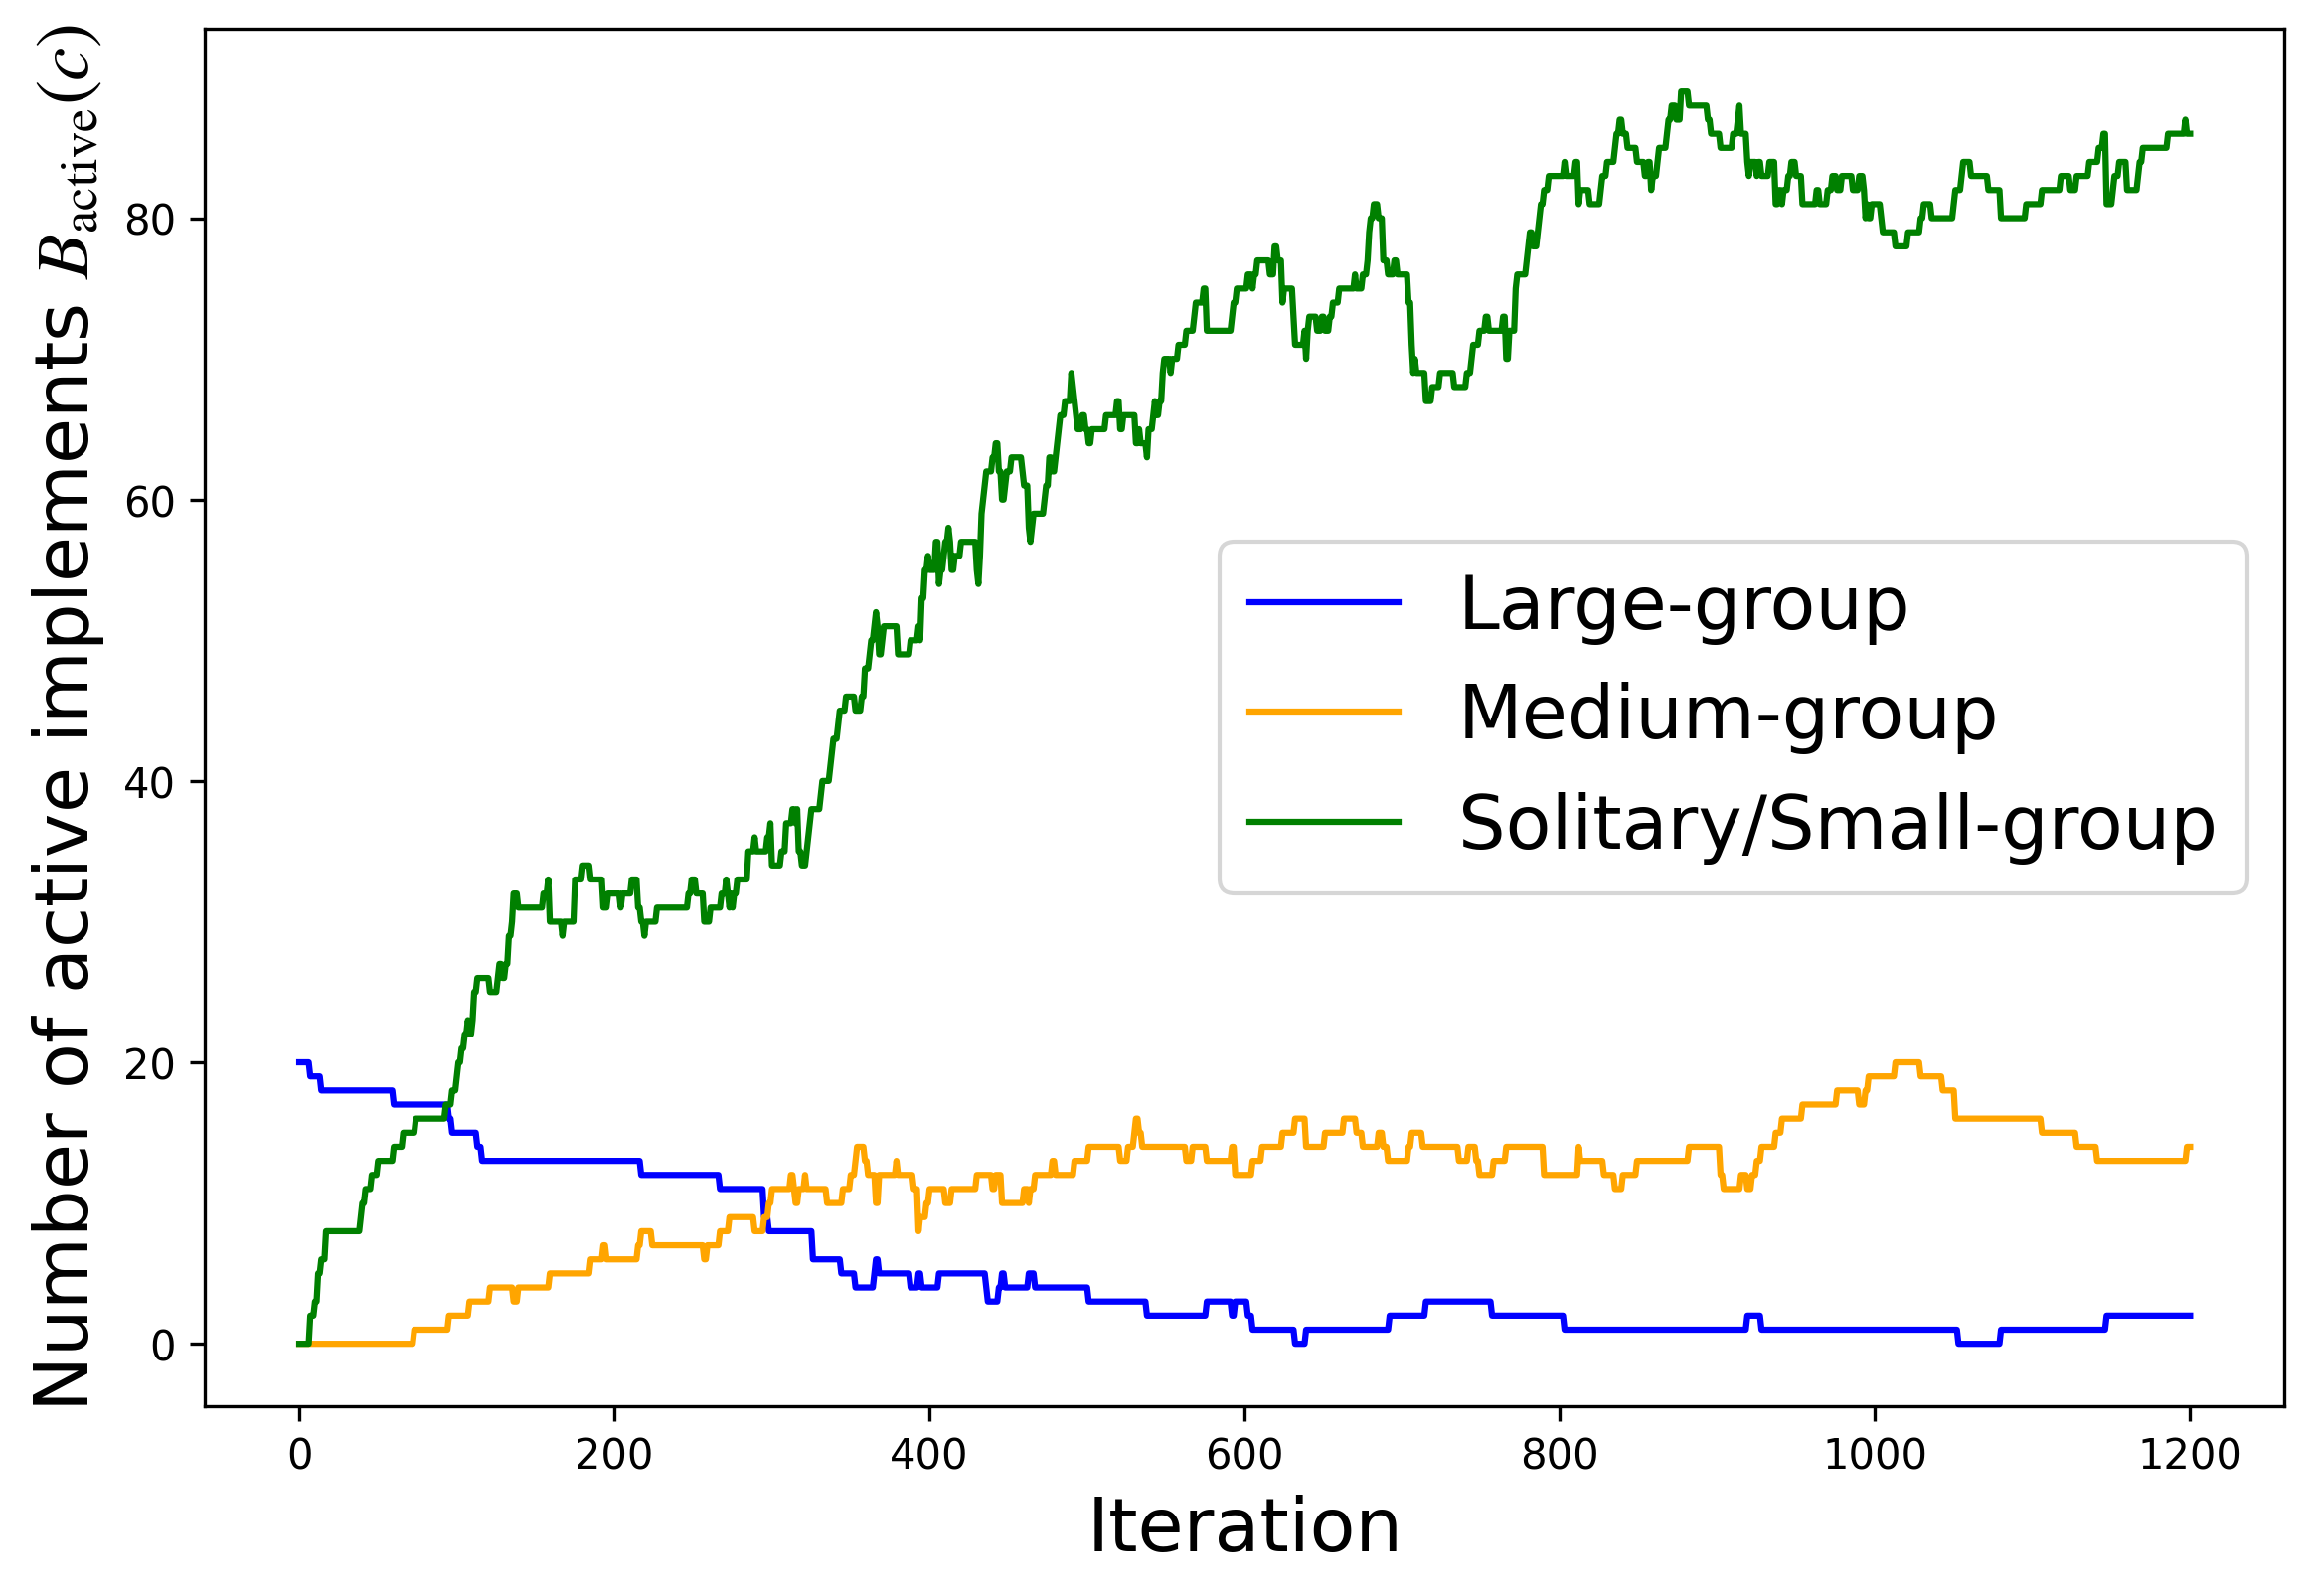 Number of active implements B_active(c)
80
60
40
20
0
Large-group
Medium-group
Solitary/Small-group
0 200 400 600 800 1000 1200
Iteration